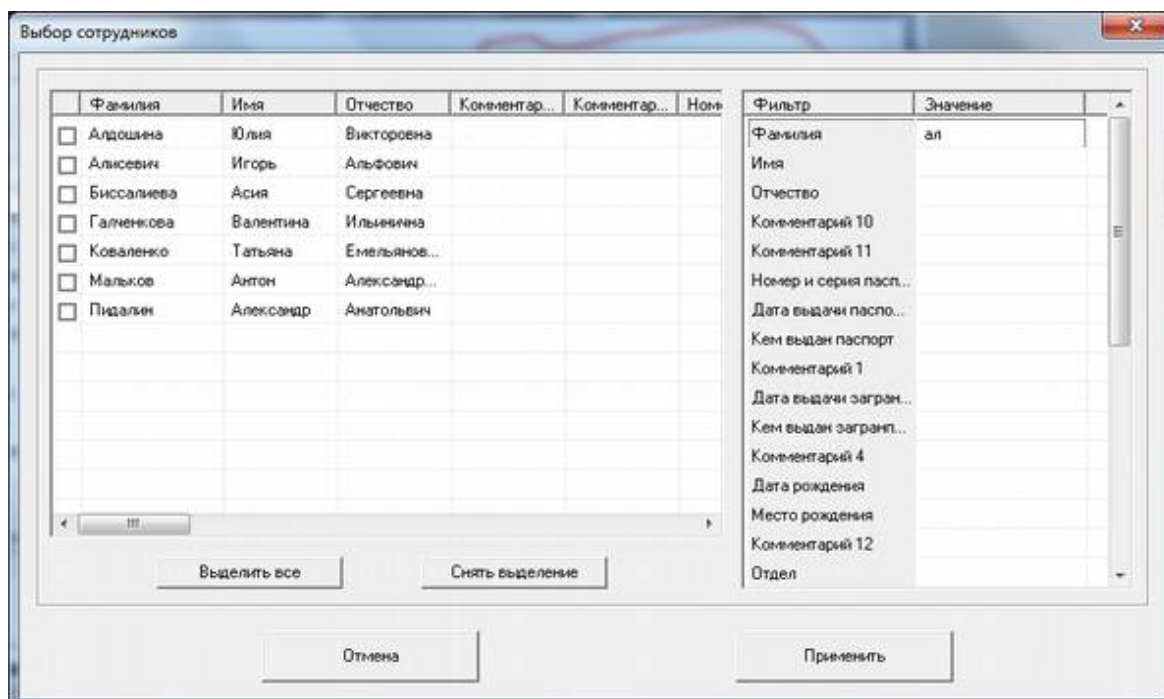 Выбор сотрудников
Фамилия Имя Отчество Комментар... Комментар... Номе
Алдошина Юлия Викторовна
Алисевич Игорь Альфович
Биссалиева Асия Сергеевна
Галченкова Валентина Ильинична
Коваленко Татьяна Емельянов...
Мальков Антон Александр...
Пидалин Александр Анатольвич
Выделить все Снять выделение
Фильтр Значение
Фамилия ал
Имя
Отчество
Комментарий 10
Комментарий 11
Номер и серия пасп...
Дата выдачи паспо...
Кем выдан паспорт
Комментарий 1
Дата выдачи загран...
Кем выдан загранп...
Комментарий 4
Дата рождения
Место рождения
Комментарий 12
Отдел
Отмена Применить